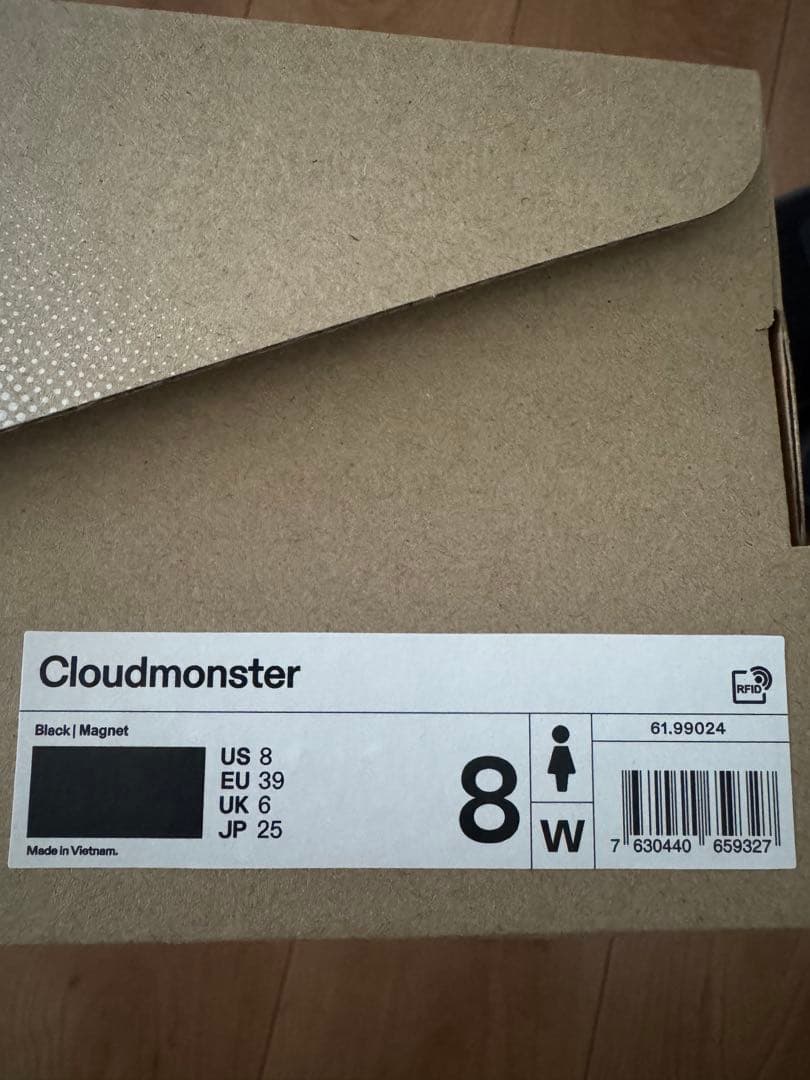 Cloudmonster
RFID
Black | Magnet
61.99024
US 8
EU 39
UK 6
JP 25
8
W
7 630440 659327
Made in Vietnam.